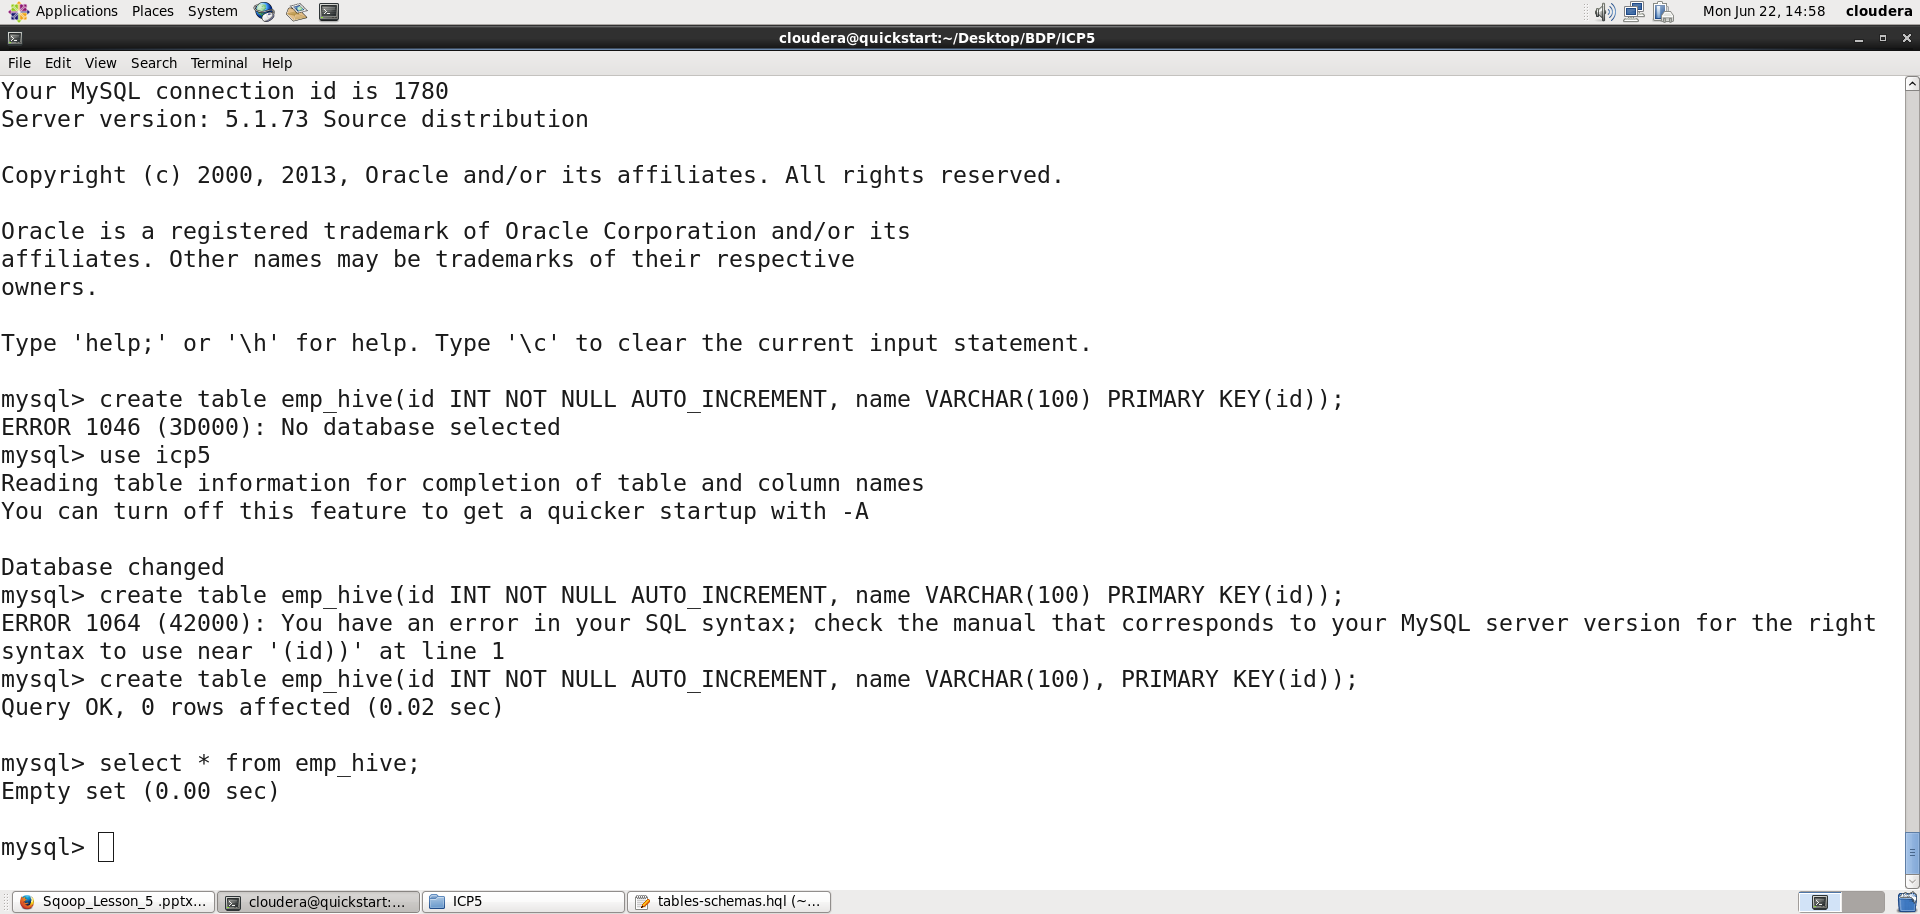 Applications Places System Mon Jun 22, 14:58 cloudera
cloudera@quickstart:~/Desktop/BDP/ICP5
File Edit View Search Terminal Help
Your MySQL connection id is 1780
Server version: 5.1.73 Source distribution
Copyright (c) 2000, 2013, Oracle and/or its affiliates. All rights reserved.
Oracle is a registered trademark of Oracle Corporation and/or its
affiliates. Other names may be trademarks of their respective
owners.
Type 'help;' or '\h' for help. Type '\c' to clear the current input statement.
mysql> create table emp_hive(id INT NOT NULL AUTO_INCREMENT, name VARCHAR(100) PRIMARY KEY(id));
ERROR 1046 (3D000): No database selected
mysql> use icp5
Reading table information for completion of table and column names
You can turn off this feature to get a quicker startup with -A
Database changed
mysql> create table emp_hive(id INT NOT NULL AUTO_INCREMENT, name VARCHAR(100) PRIMARY KEY(id));
ERROR 1064 (42000): You have an error in your SQL syntax; check the manual that corresponds to your MySQL server version for the right
syntax to use near '(id))' at line 1
mysql> create table emp_hive(id INT NOT NULL AUTO_INCREMENT, name VARCHAR(100), PRIMARY KEY(id));
Query OK, 0 rows affected (0.02 sec)
mysql> select * from emp_hive;
Empty set (0.00 sec)
mysql>
Sqoop_Lesson_5 .pptx... cloudera@quickstart:... ICP5 tables-schemas.hql (~...